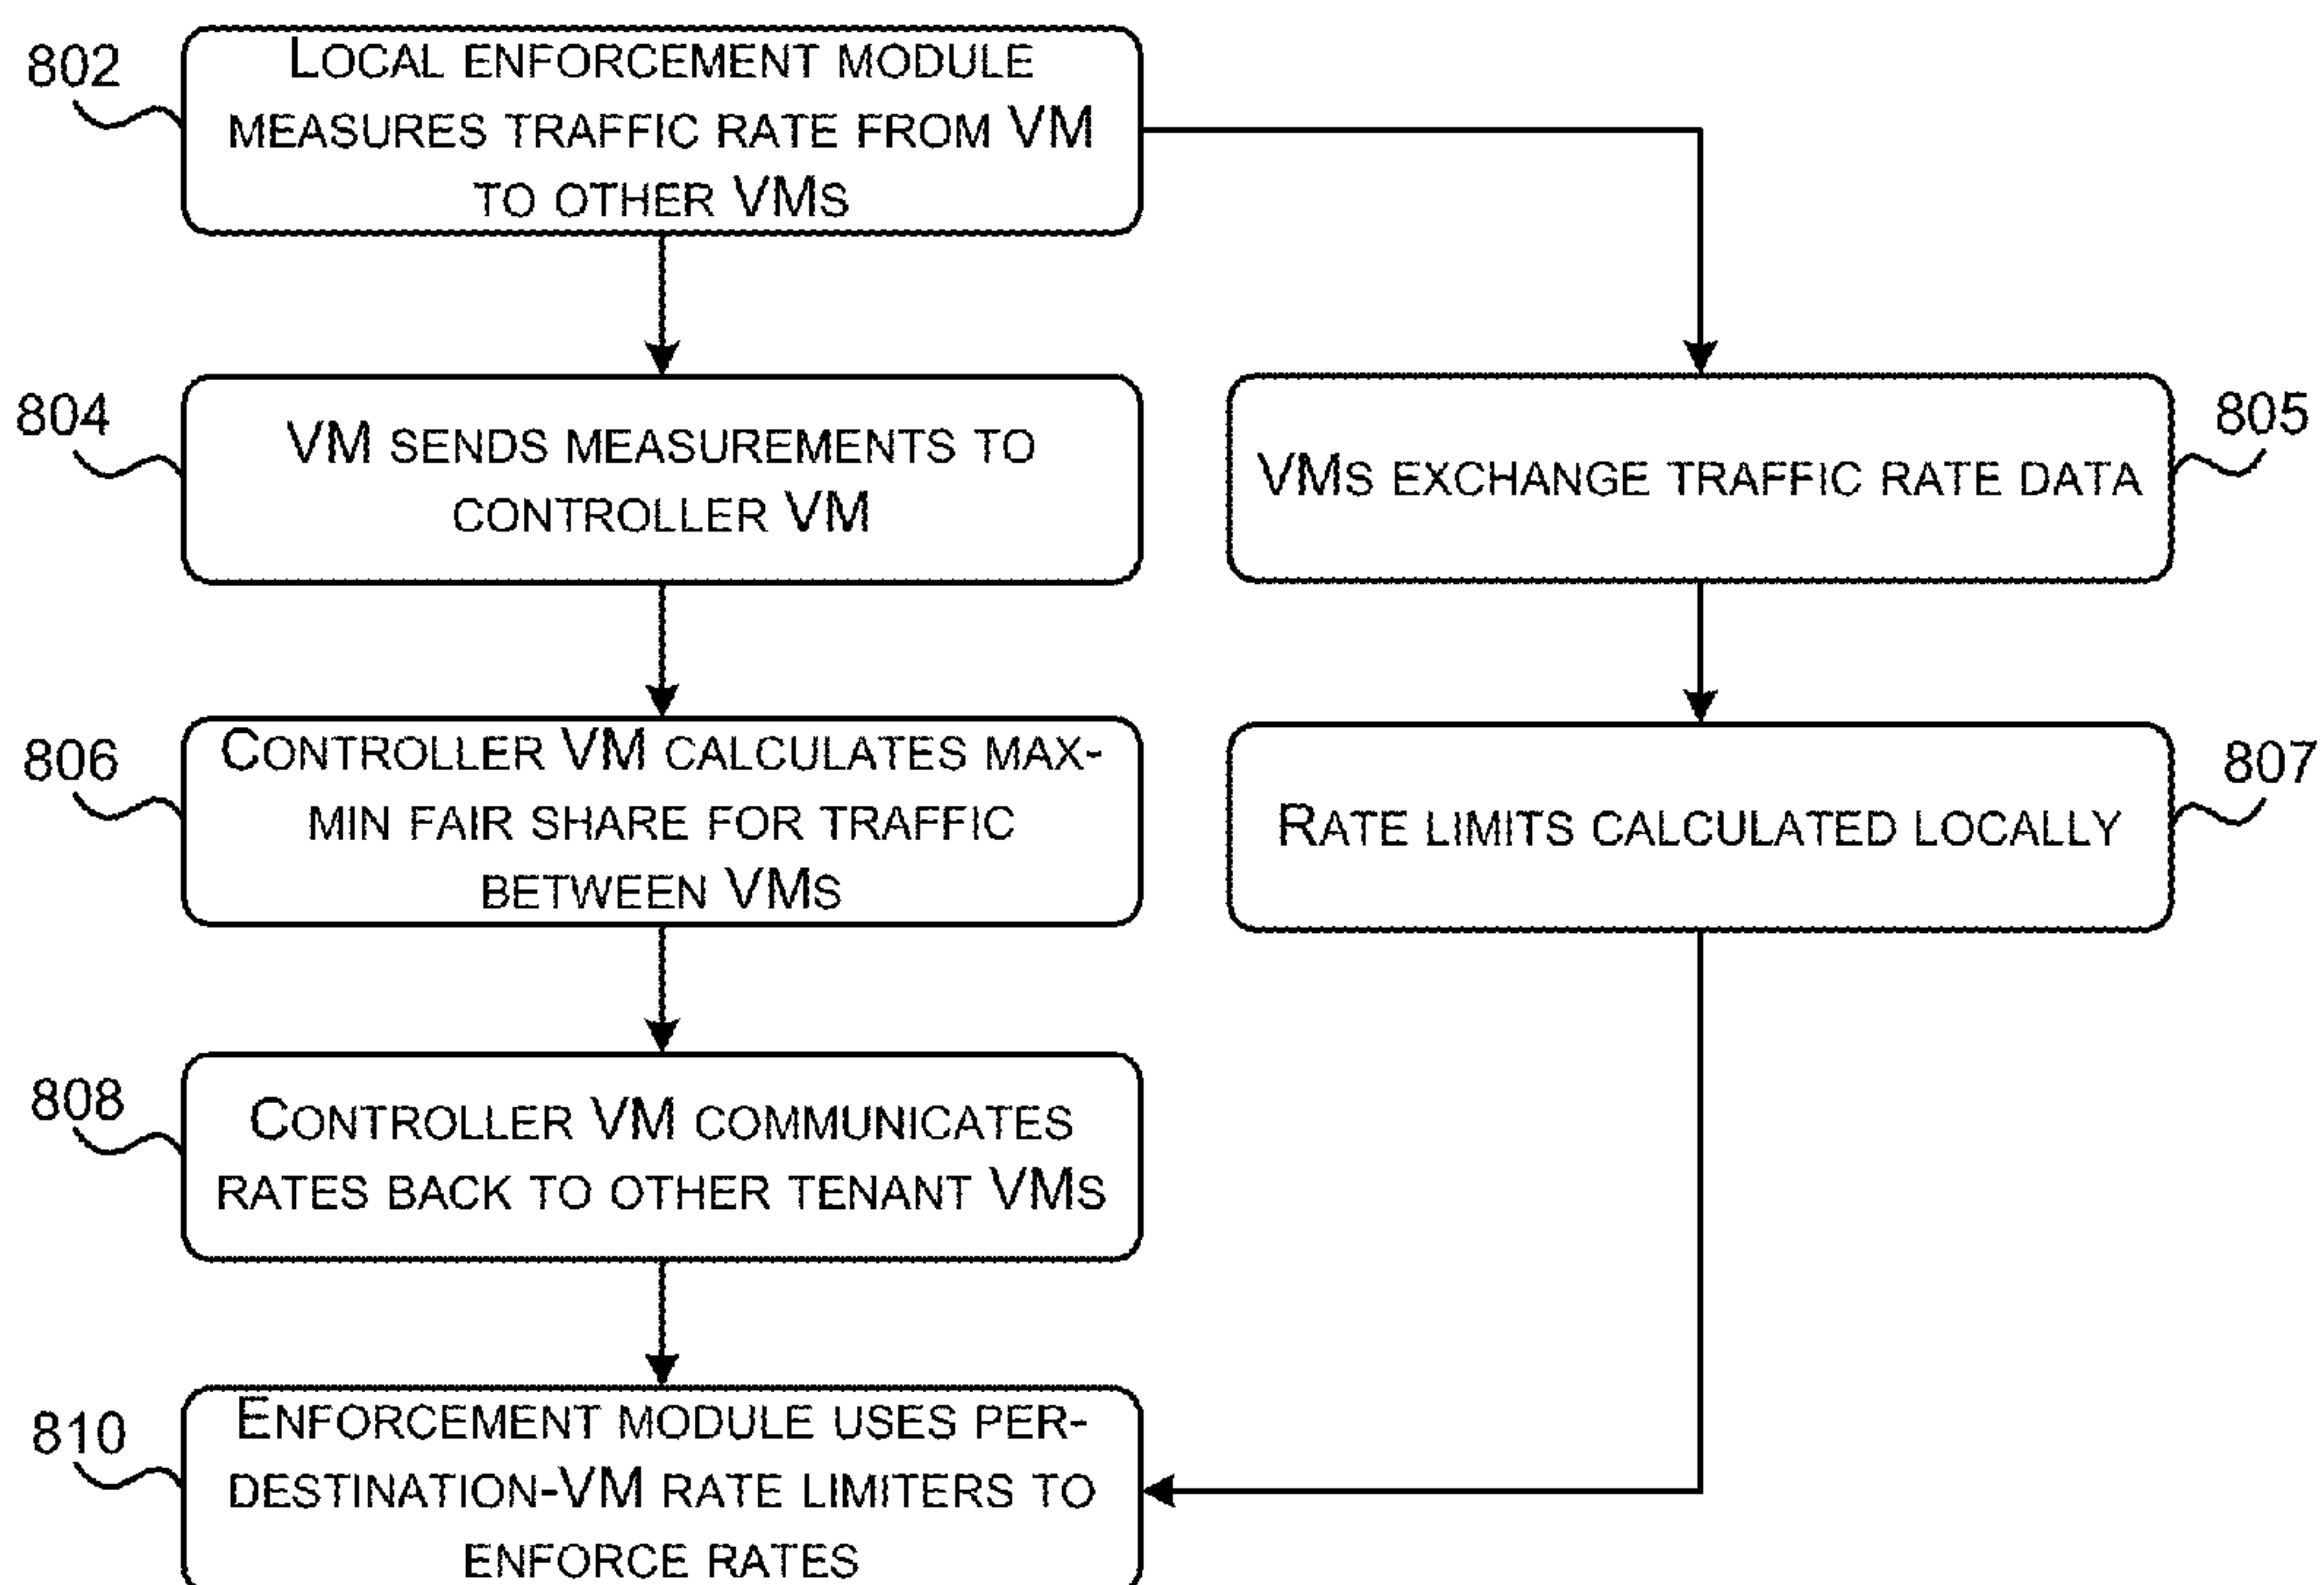 802
LOCAL ENFORCEMENT MODULE
MEASURES TRAFFIC RATE FROM VM
TO OTHER VMS
804
VM SENDS MEASUREMENTS TO
CONTROLLER VM
805
VMS EXCHANGE TRAFFIC RATE DATA
806
CONTROLLER VM CALCULATES MAX-
MIN FAIR SHARE FOR TRAFFIC
BETWEEN VMS
807
RATE LIMITS CALCULATED LOCALLY
808
CONTROLLER VM COMMUNICATES
RATES BACK TO OTHER TENANT VMS
810
ENFORCEMENT MODULE USES PER-
DESTINATION-VM RATE LIMITERS TO
ENFORCE RATES